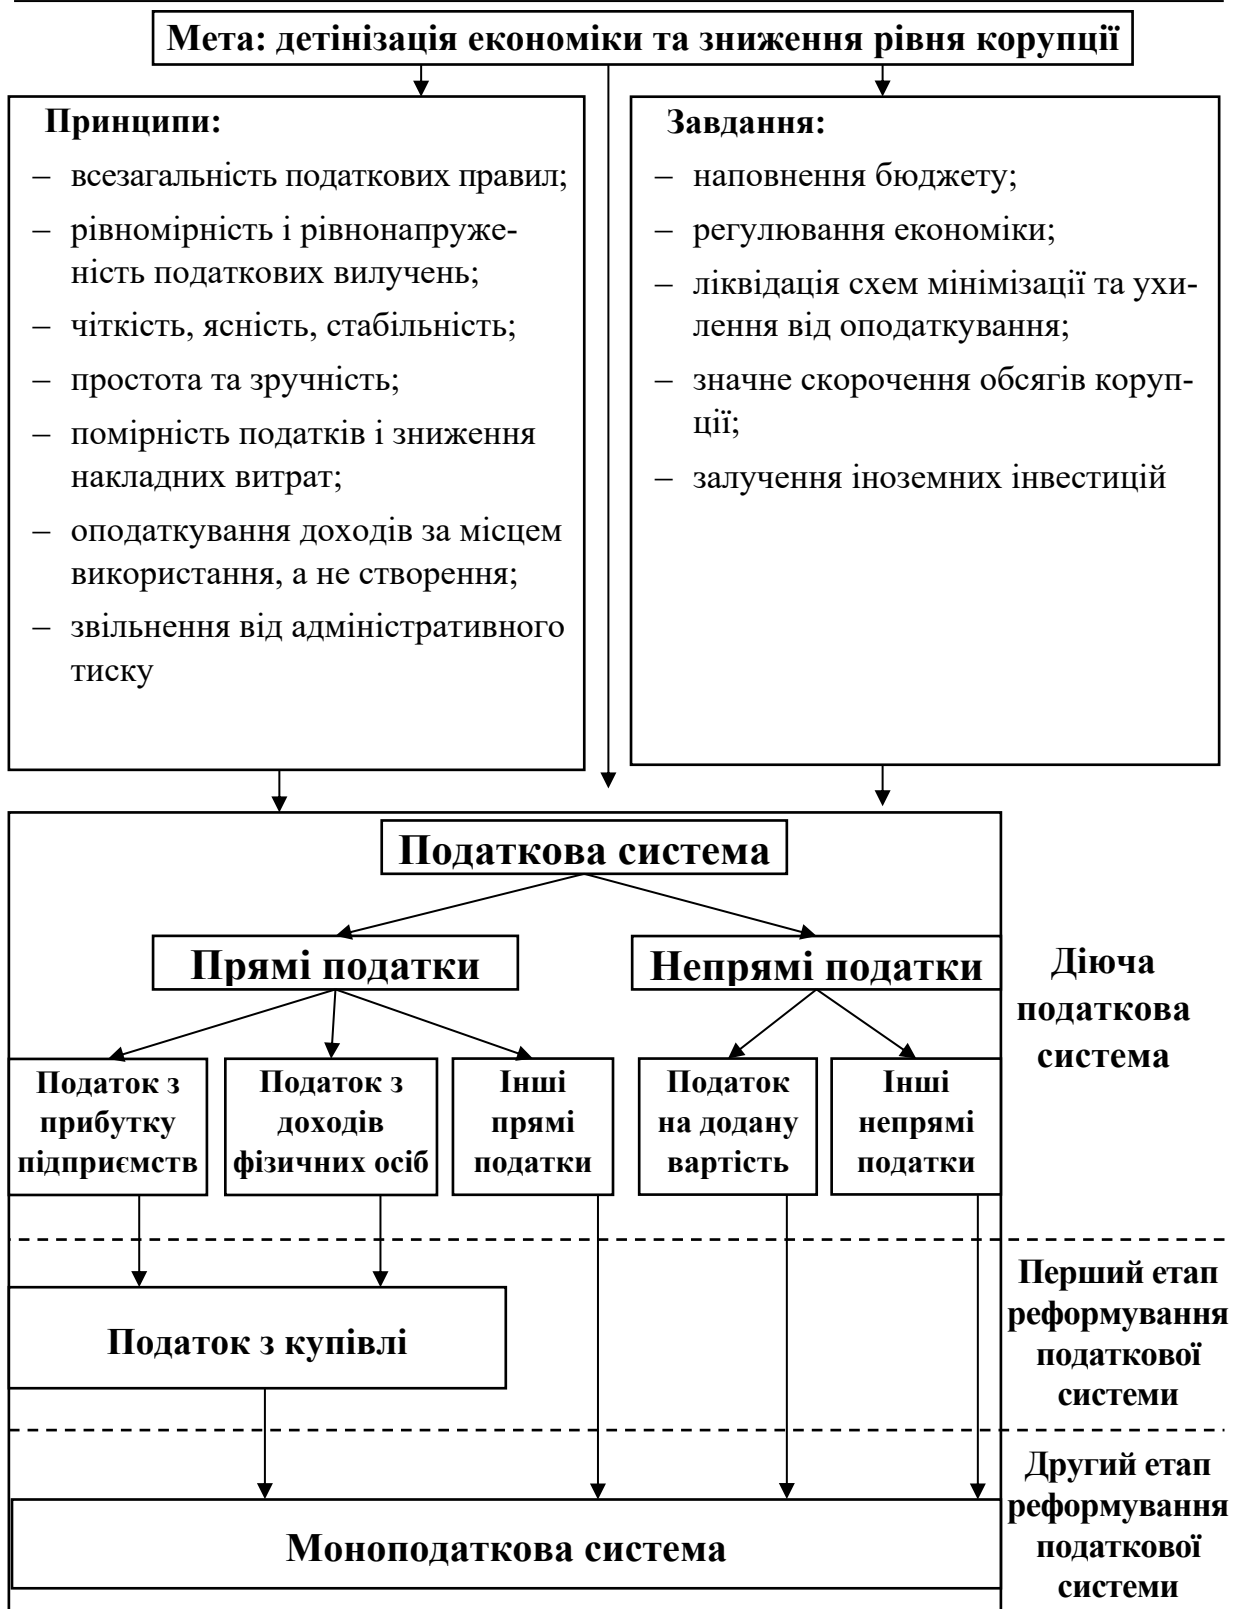 Мета: детінізація економіки та зниження рівня корупції
Принципи:
– всезагальність податкових правил;
– рівномірність і рівнонапруже-
ність податкових вилучень;
– чіткість, ясність, стабільність;
– простота та зручність;
– помірність податків і зниження
накладних витрат;
– оподаткування доходів за місцем
використання, а не створення;
– звільнення від адміністративного
тиску
Завдання:
– наповнення бюджету;
– регулювання економіки;
– ліквідація схем мінімізації та ухи-
лення від оподаткування;
– значне скорочення обсягів коруп-
ції;
– залучення іноземних інвестицій
Податкова система
Прямі податки
Непрямі податки
Діюча
податкова
система
Податок з
прибутку
підприємств
Податок з
доходів
фізичних осіб
Інші
прямі
податки
Податок
на додану
вартість
Інші
непрямі
податки
Податок з купівлі
Перший етап
реформування
податкової
системи
Моноподаткова система
Другий етап
реформування
податкової
системи